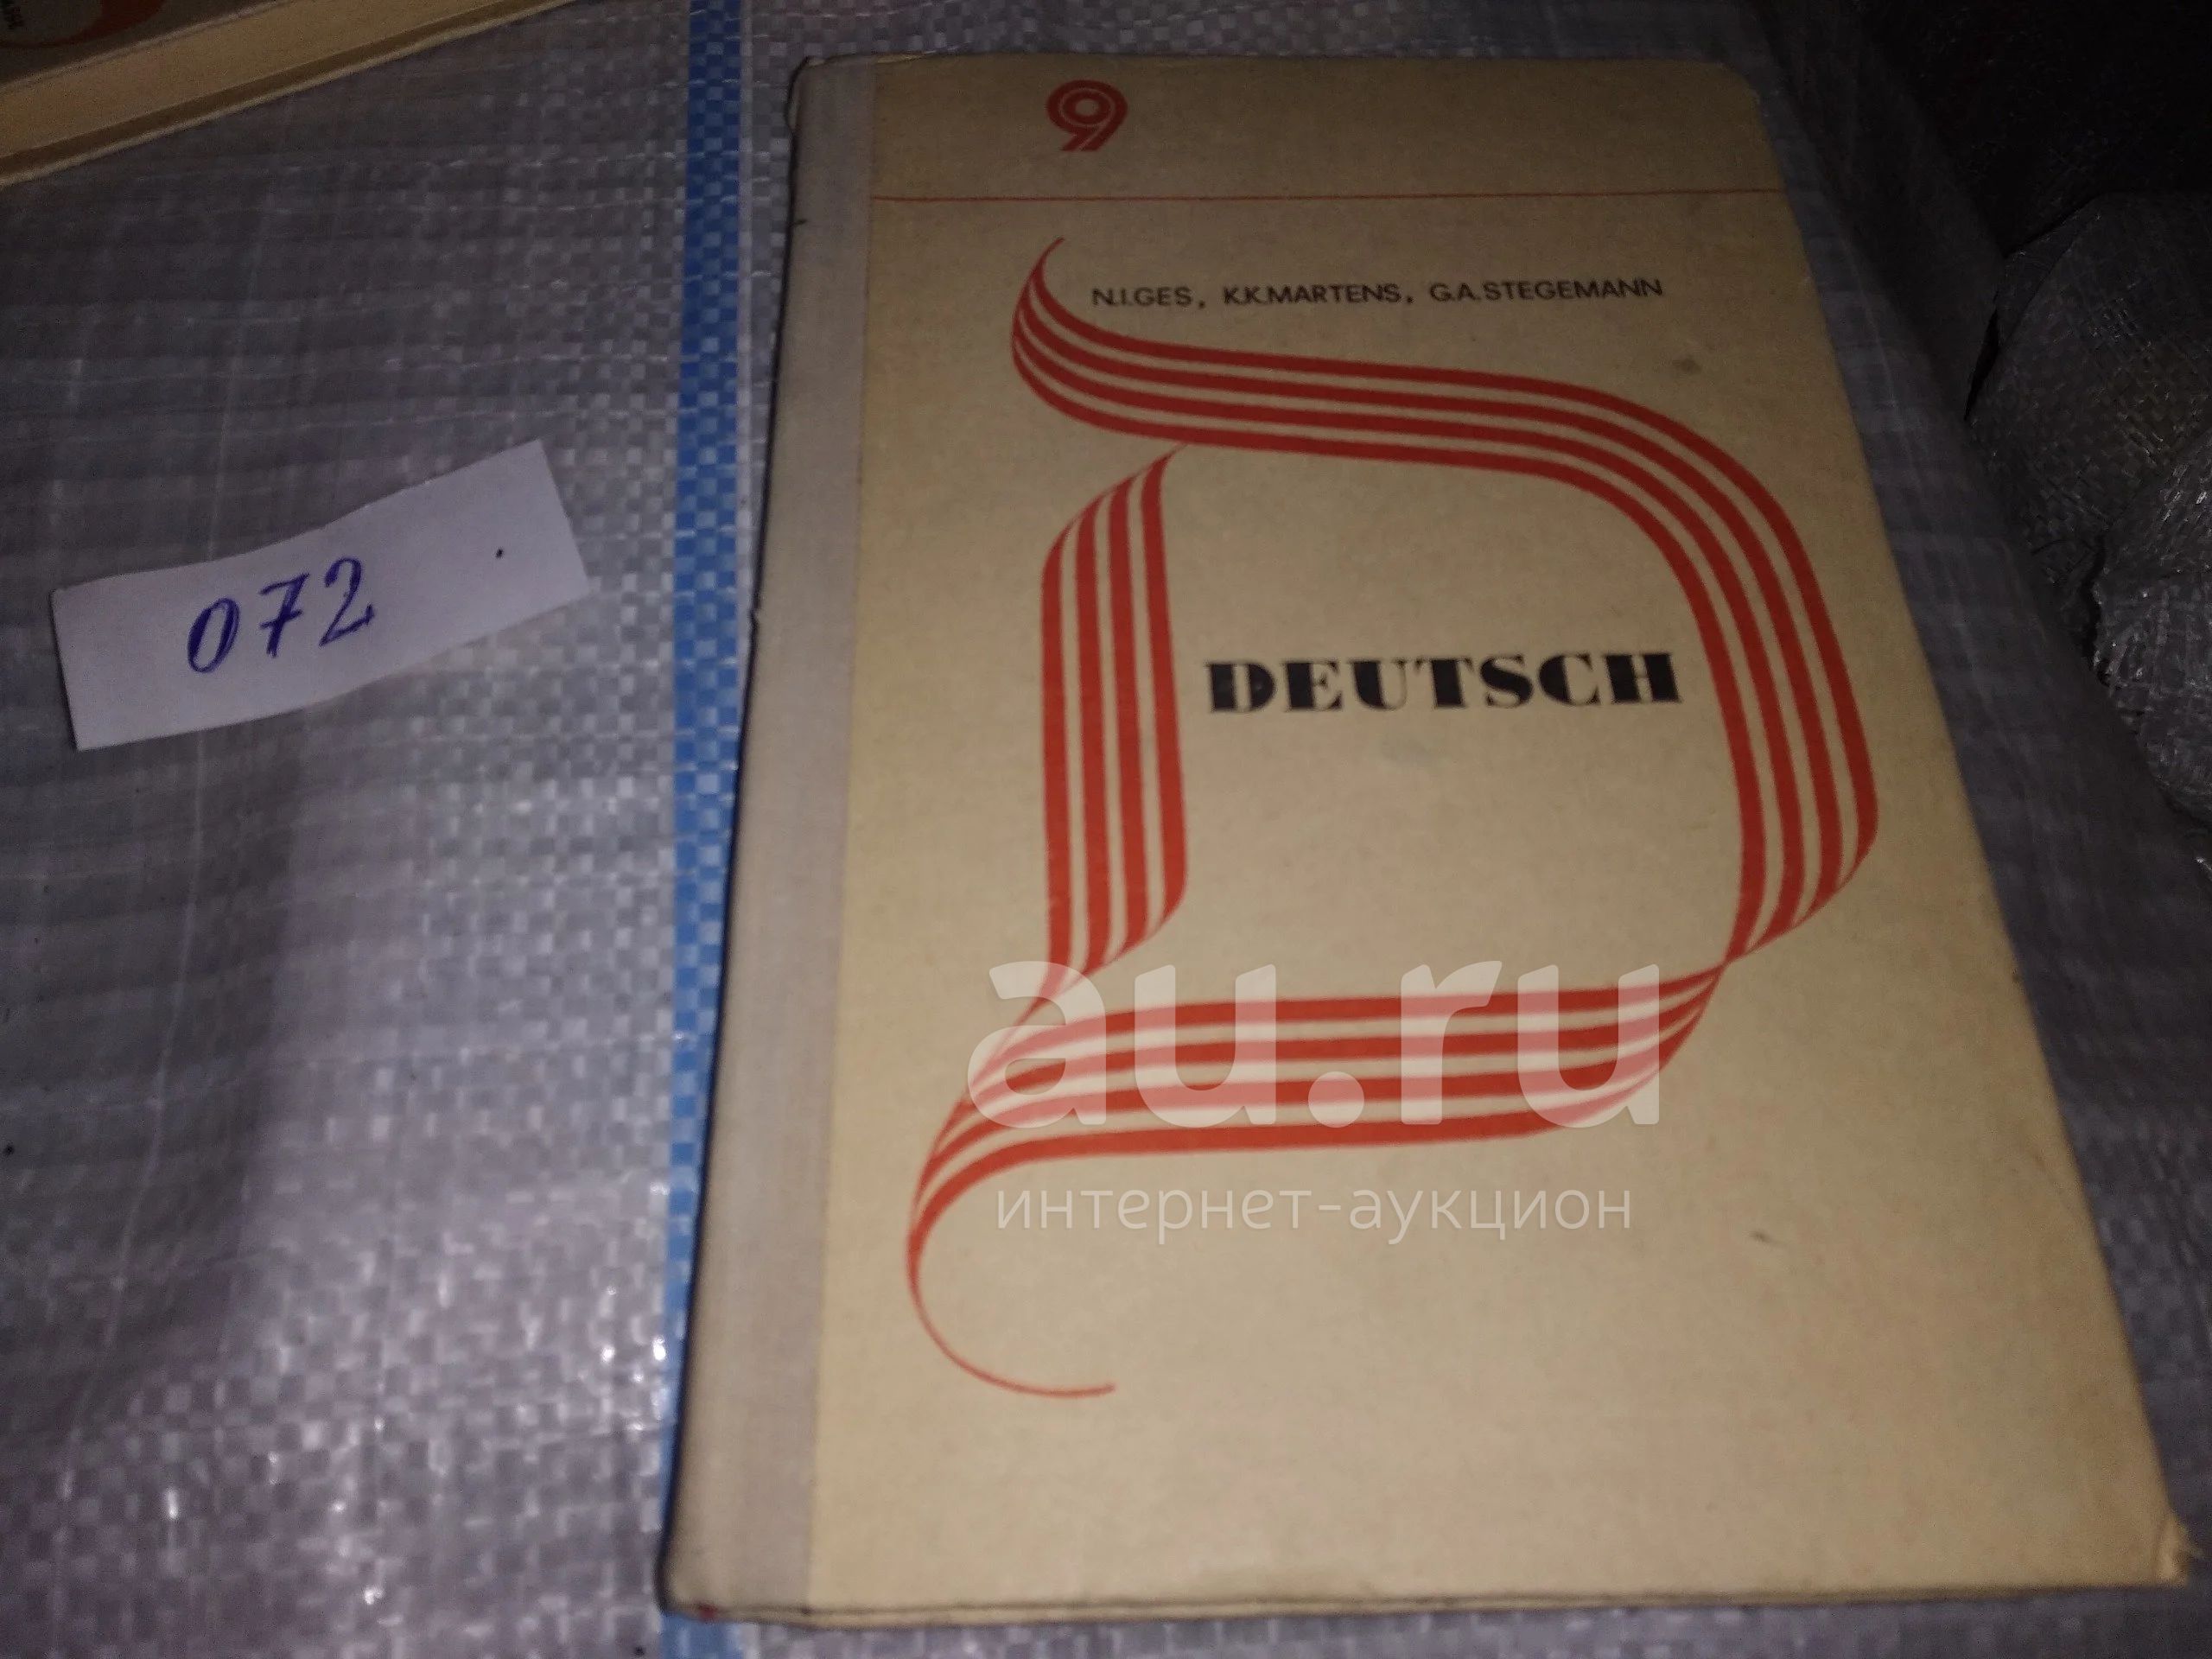 9
N.I.GES, K.K.MARTENS, G.A.STEGEMANN
DEUTSCH
072
au.ru
интернет-аукцион